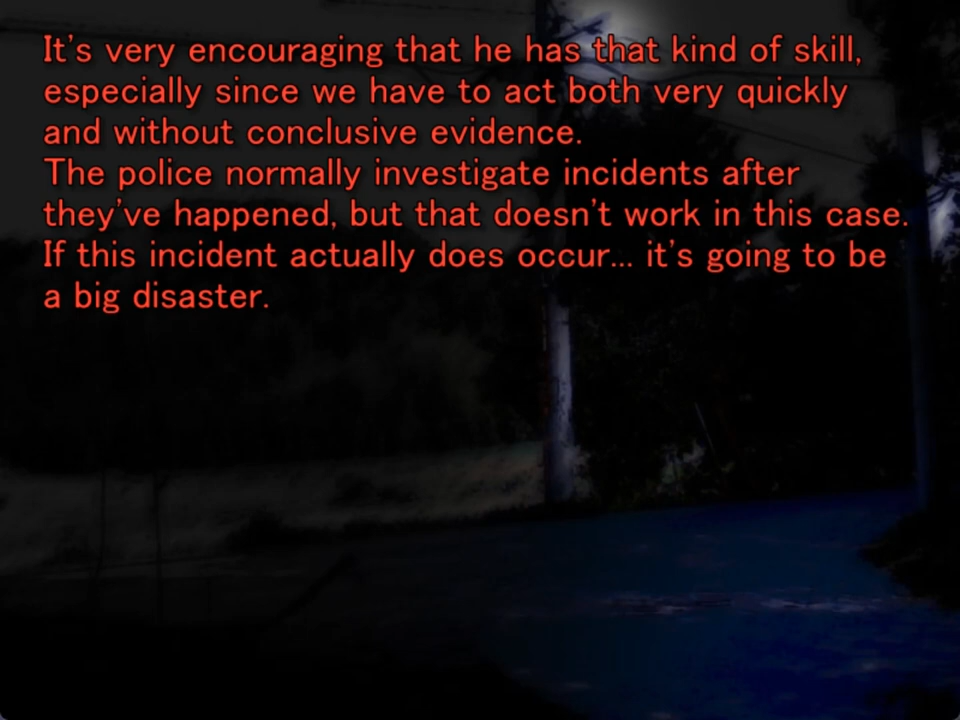 It's very encouraging that he has that kind of skill,
especially since we have to act both very quickly
and without conclusive evidence.
The police normally investigate incidents after
they've happened, but that doesn't work in this case.
If this incident actually does occur... it's going to be
a big disaster.